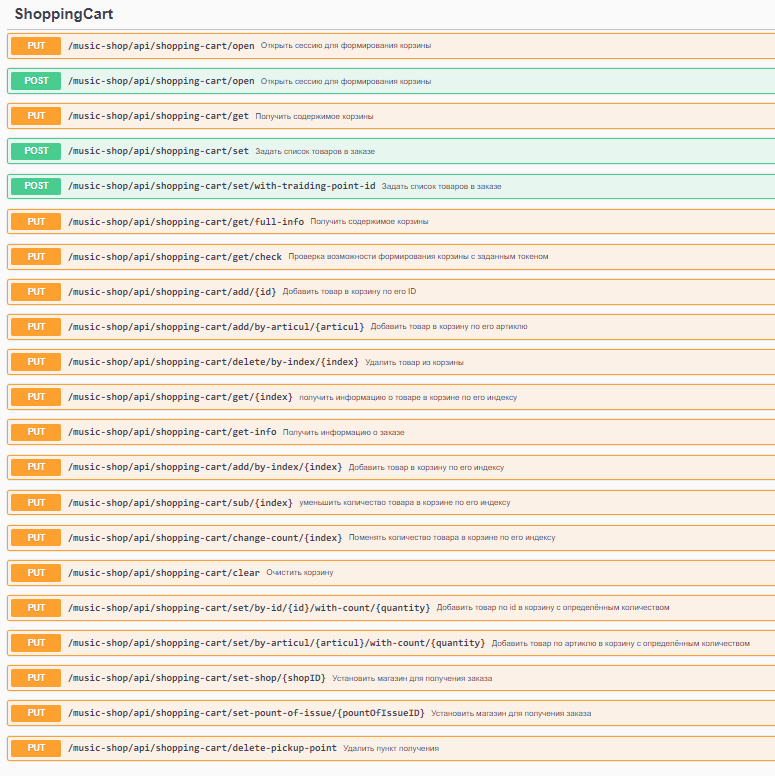 ShoppingCart
PUT /music-shop/api/shopping-cart/open Открыть сессию для формирования корзины
POST /music-shop/api/shopping-cart/open Открыть сессию для формирования корзины
PUT /music-shop/api/shopping-cart/get Получить содержимое корзины
POST /music-shop/api/shopping-cart/set Задать список товаров в заказе
POST /music-shop/api/shopping-cart/set/with-traiding-point-id Задать список товаров в заказе
PUT /music-shop/api/shopping-cart/get/full-info Получить содержимое корзины
PUT /music-shop/api/shopping-cart/get/check Проверка возможности формирования корзины с заданным токеном
PUT /music-shop/api/shopping-cart/add/{id} Добавить товар в корзину по его ID
PUT /music-shop/api/shopping-cart/add/by-articul/{articul} Добавить товар в корзину по его артиклю
PUT /music-shop/api/shopping-cart/delete/by-index/{index} Удалить товар из корзины
PUT /music-shop/api/shopping-cart/get/{index} получить информацию о товаре в корзине по его индексу
PUT /music-shop/api/shopping-cart/get-info Получить информацию о заказе
PUT /music-shop/api/shopping-cart/add/by-index/{index} Добавить товар в корзину по его индексу
PUT /music-shop/api/shopping-cart/sub/{index} уменьшить количество товара в корзине по его индексу
PUT /music-shop/api/shopping-cart/change-count/{index} Поменять количество товара в корзине по его индексу
PUT /music-shop/api/shopping-cart/clear Очистить корзину
PUT /music-shop/api/shopping-cart/set/by-id/{id}/with-count/{quantity} Добавить товар по id в корзину с определённым количеством
PUT /music-shop/api/shopping-cart/set/by-articul/{articul}/with-count/{quantity} Добавить товар по артиклю в корзину с определённым количеством
PUT /music-shop/api/shopping-cart/set-shop/{shopID} Установить магазин для получения заказа
PUT /music-shop/api/shopping-cart/set-pount-of-issue/{pountOfIssueID} Установить магазин для получения заказа
PUT /music-shop/api/shopping-cart/delete-pickup-point Удалить пункт получения